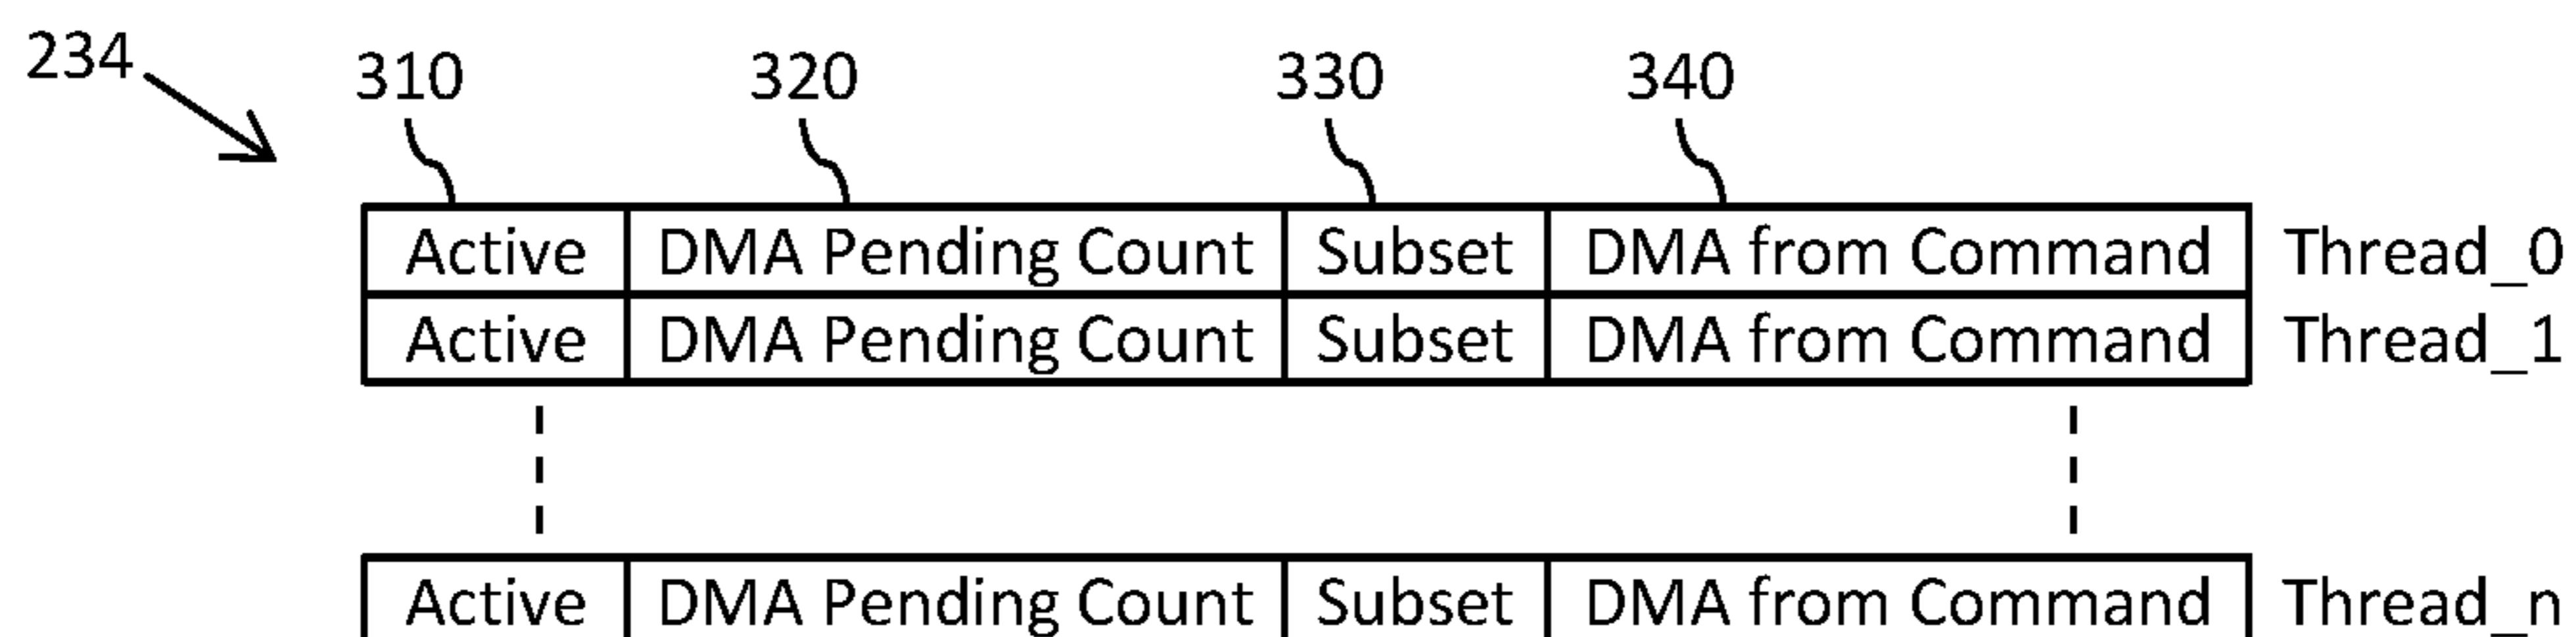 234
310 320 330 340
Active DMA Pending Count Subset DMA from Command Thread_0
Active DMA Pending Count Subset DMA from Command Thread_1
Active DMA Pending Count Subset DMA from Command Thread_n